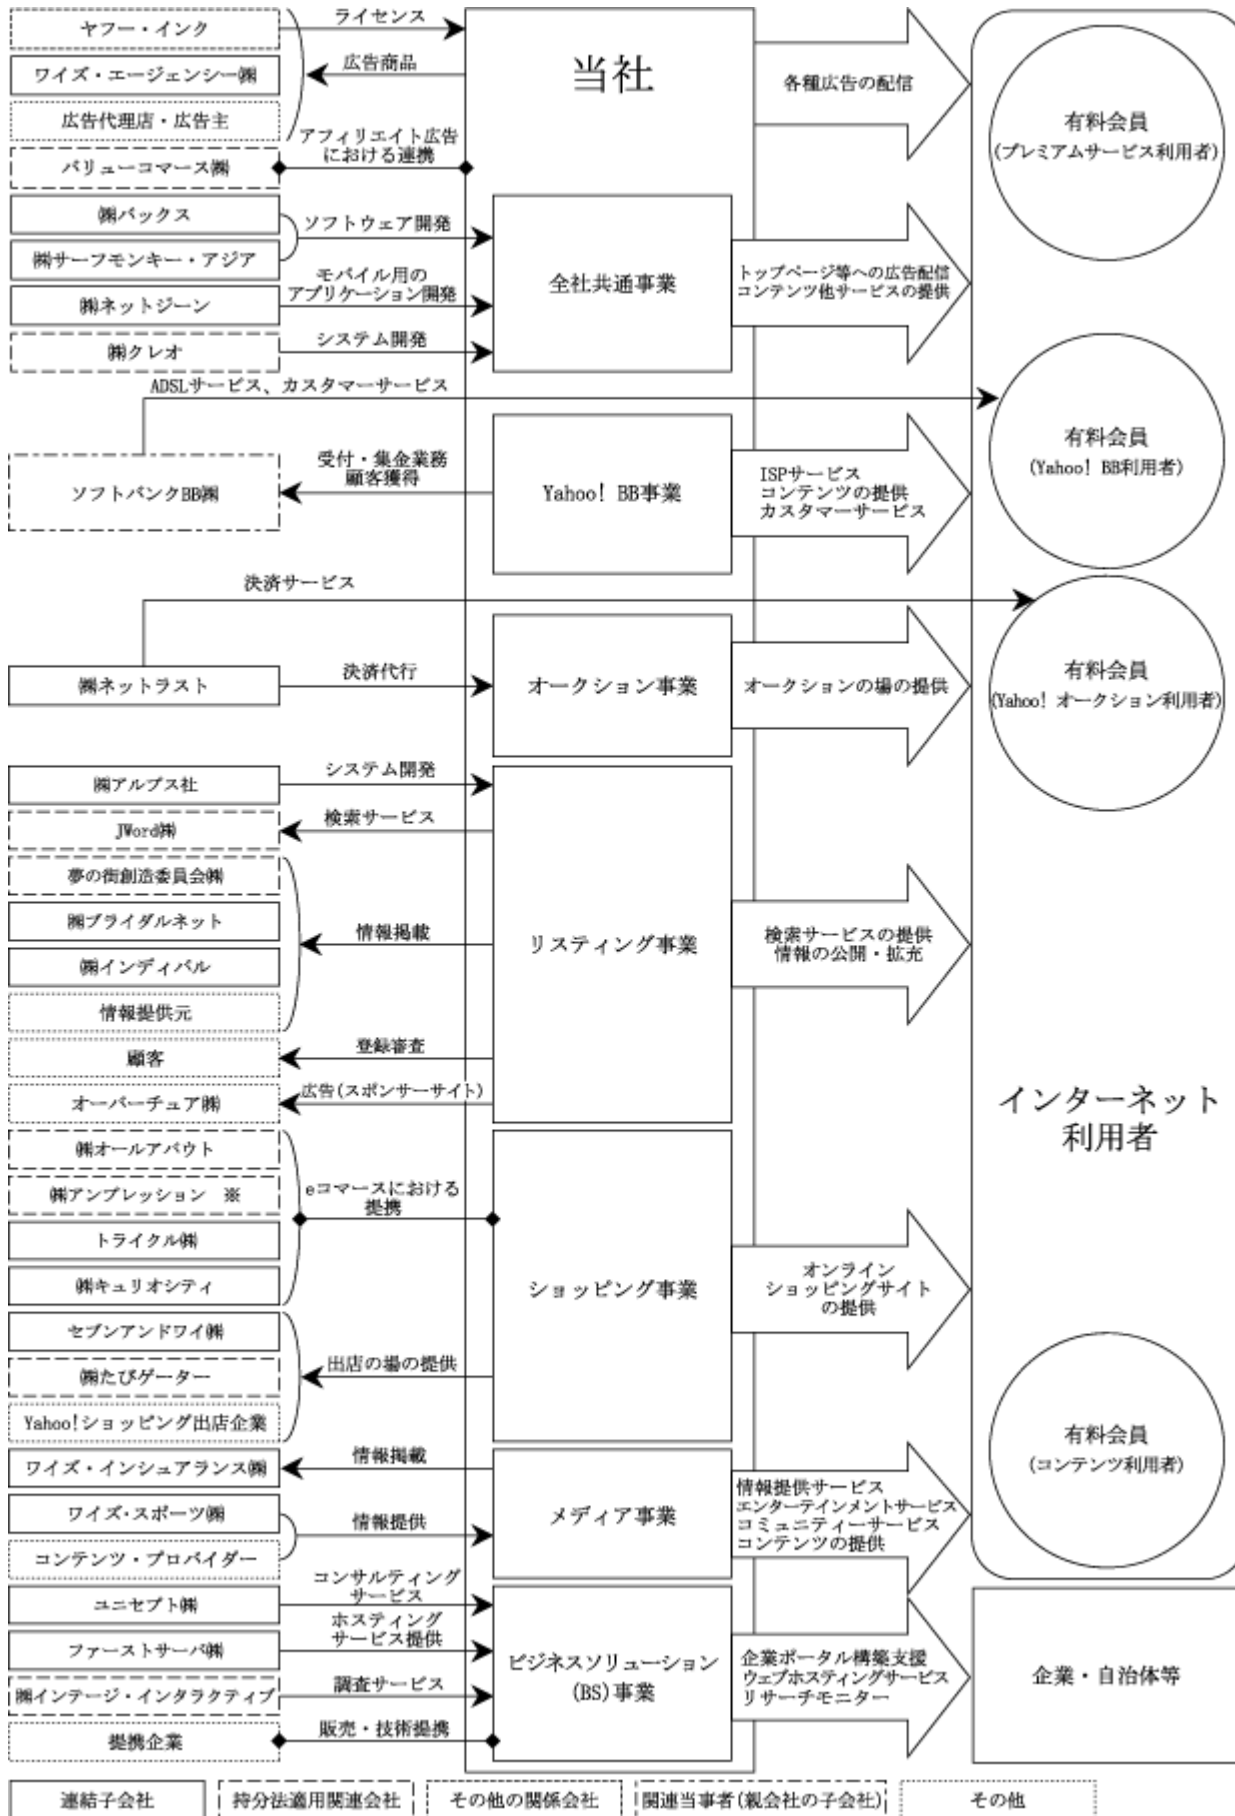 ヤフー・インク
ライセンス
当社
ワイズ・エージェンシー㈱
広告商品
各種広告の配信
広告代理店・広告主
有料会員
(プレミアムサービス利用者)
バリューコマース㈱
アフィリエイト広告
における連携
㈱バックス
㈱サーフモンキー・アジア
ソフトウェア開発
㈱ネットジーン
モバイル用の
アプリケーション開発
㈱クレオ
システム開発
全社共通事業
トップページ等への広告配信
コンテンツ他サービスの提供
ADSLサービス、カスタマーサービス
ソフトバンクBB㈱
受付・集金業務
顧客獲得
Yahoo! BB事業
ISPサービス
コンテンツの提供
カスタマーサービス
有料会員
(Yahoo! BB利用者)
決済サービス
㈱ネットラスト
決済代行
オークション事業
オークションの場の提供
有料会員
(Yahoo! オークション利用者)
㈱アルプス社
システム開発
JWord㈱
検索サービス
夢の街創造委員会㈱
㈱ブライダルネット
㈱インディバル
情報提供元
情報掲載
リスティング事業
検索サービスの提供
情報の公開・拡充
顧客
登録審査
オーバーチュア㈱
広告(スポンサーサイト)
インターネット
利用者
㈱オールアバウト
㈱アンプレッション ※
トライクル㈱
㈱キュリオシティ
eコマースにおける
提携
ショッピング事業
オンライン
ショッピングサイト
の提供
セブンアンドワイ㈱
㈱たびゲーター
Yahoo!ショッピング出店企業
出店の場の提供
有料会員
(コンテンツ利用者)
ワイズ・インシュアランス㈱
情報掲載
ワイズ・スポーツ㈱
コンテンツ・プロバイダー
情報提供
メディア事業
情報提供サービス
エンターテインメントサービス
コミュニティーサービス
コンテンツの提供
ユニセプト㈱
コンサルティング
サービス
ファーストサーバ㈱
ホスティング
サービス提供
㈱インテージ・インタラクティブ
調査サービス
提携企業
販売・技術提携
ビジネスソリューション
(BS)事業
企業ポータル構築支援
ウェブホスティングサービス
リサーチモニター
企業・自治体等
連結子会社
持分法適用関連会社
その他の関係会社
関連当事者(親会社の子会社)
その他